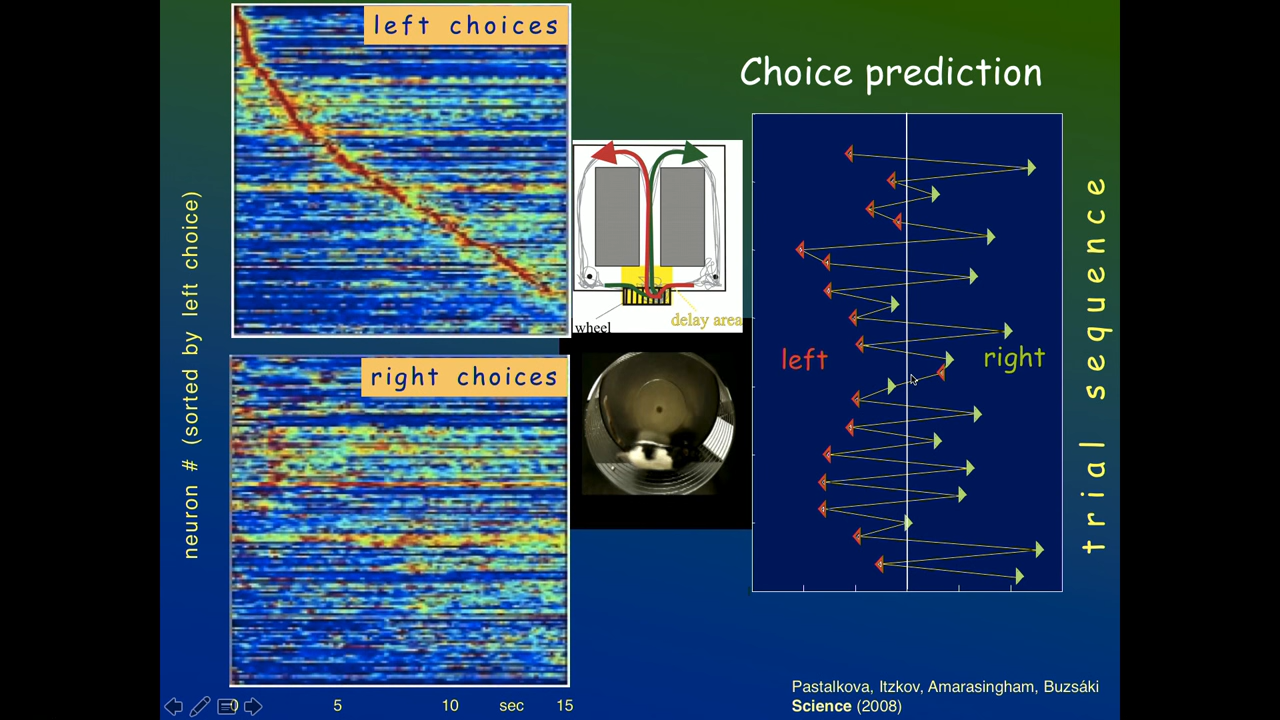 left choices
Choice prediction
neuron # (sorted by left choice)
wheel
delay area
left
right
trial sequence
right choices
0 5 10 sec 15
Pastalkova, Itzkov, Amarasingham, Buzsáki
Science (2008)